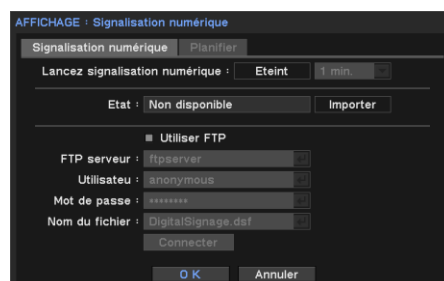 AFFICHAGE : Signalisation numérique
Signalisation numérique Planifier
Lancez signalisation numérique : Eteint 1 min.
Etat : Non disponible Importer
Utiliser FTP
FTP serveur : ftpserver
Utilisateu : anonymous
Mot de passe : ********
Nom du fichier : DigitalSignage.dsf
Connecter
OK Annuler